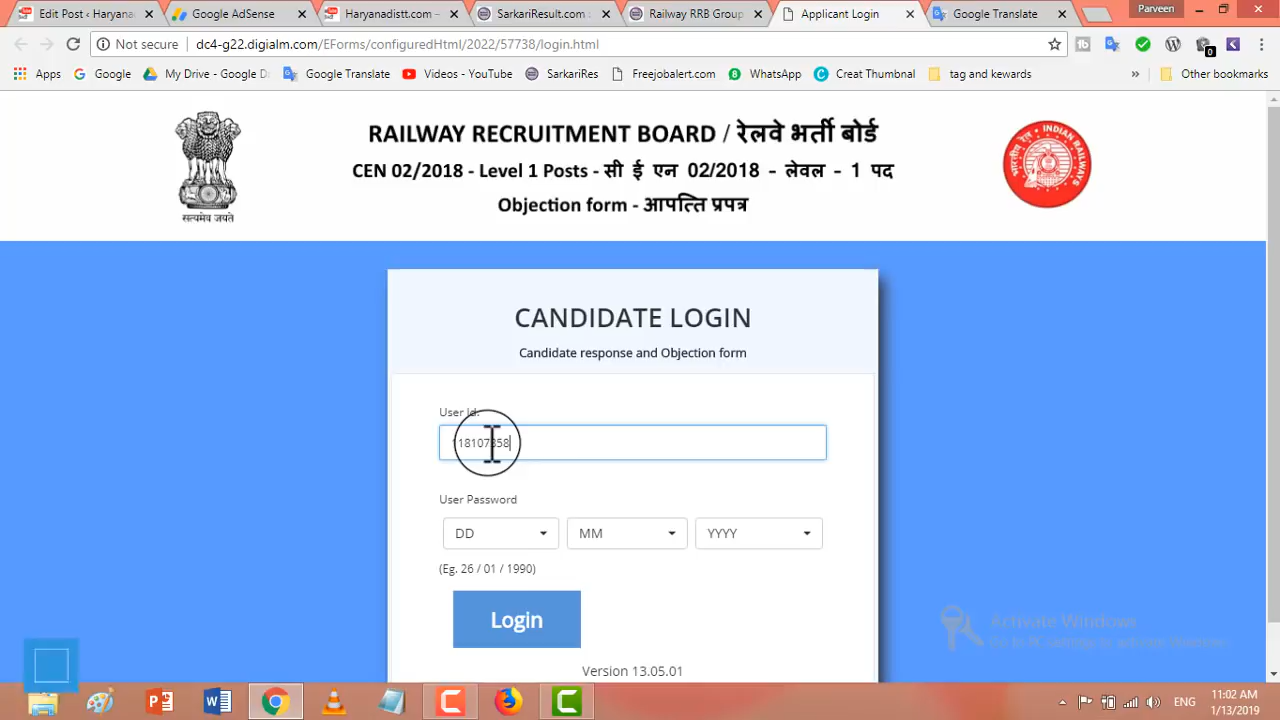 Edit Post ‹ Haryana
Google AdSense
Haryanadistt.com –
SarkariResult.com :
Railway RRB Group
Applicant Login
Google Translate
Parveen
Not secure
dc4-g22.digialm.com/EForms/configuredHtml/2022/57738/login.html
Apps
Google
My Drive - Google D
Google Translate
Videos - YouTube
SarkariRes
Freejobalert.com
WhatsApp
Creat Thumbnail
tag and kewards
»
Other bookmarks
RAILWAY RECRUITMENT BOARD / रेलवे भर्ती बोर्ड
CEN 02/2018 - Level 1 Posts - सी ई एन 02/2018 - लेवल - 1 पद
Objection form - आपत्ति प्रपत्र
सत्यमेव जयते
INDIAN RAILWAYS
CANDIDATE LOGIN
Candidate response and Objection form
User Id:
118107358
User Password
DD
MM
YYYY
(Eg. 26 / 01 / 1990)
Login
Version 13.05.01
Activate Windows
ENG
11:02 AM
1/13/2019